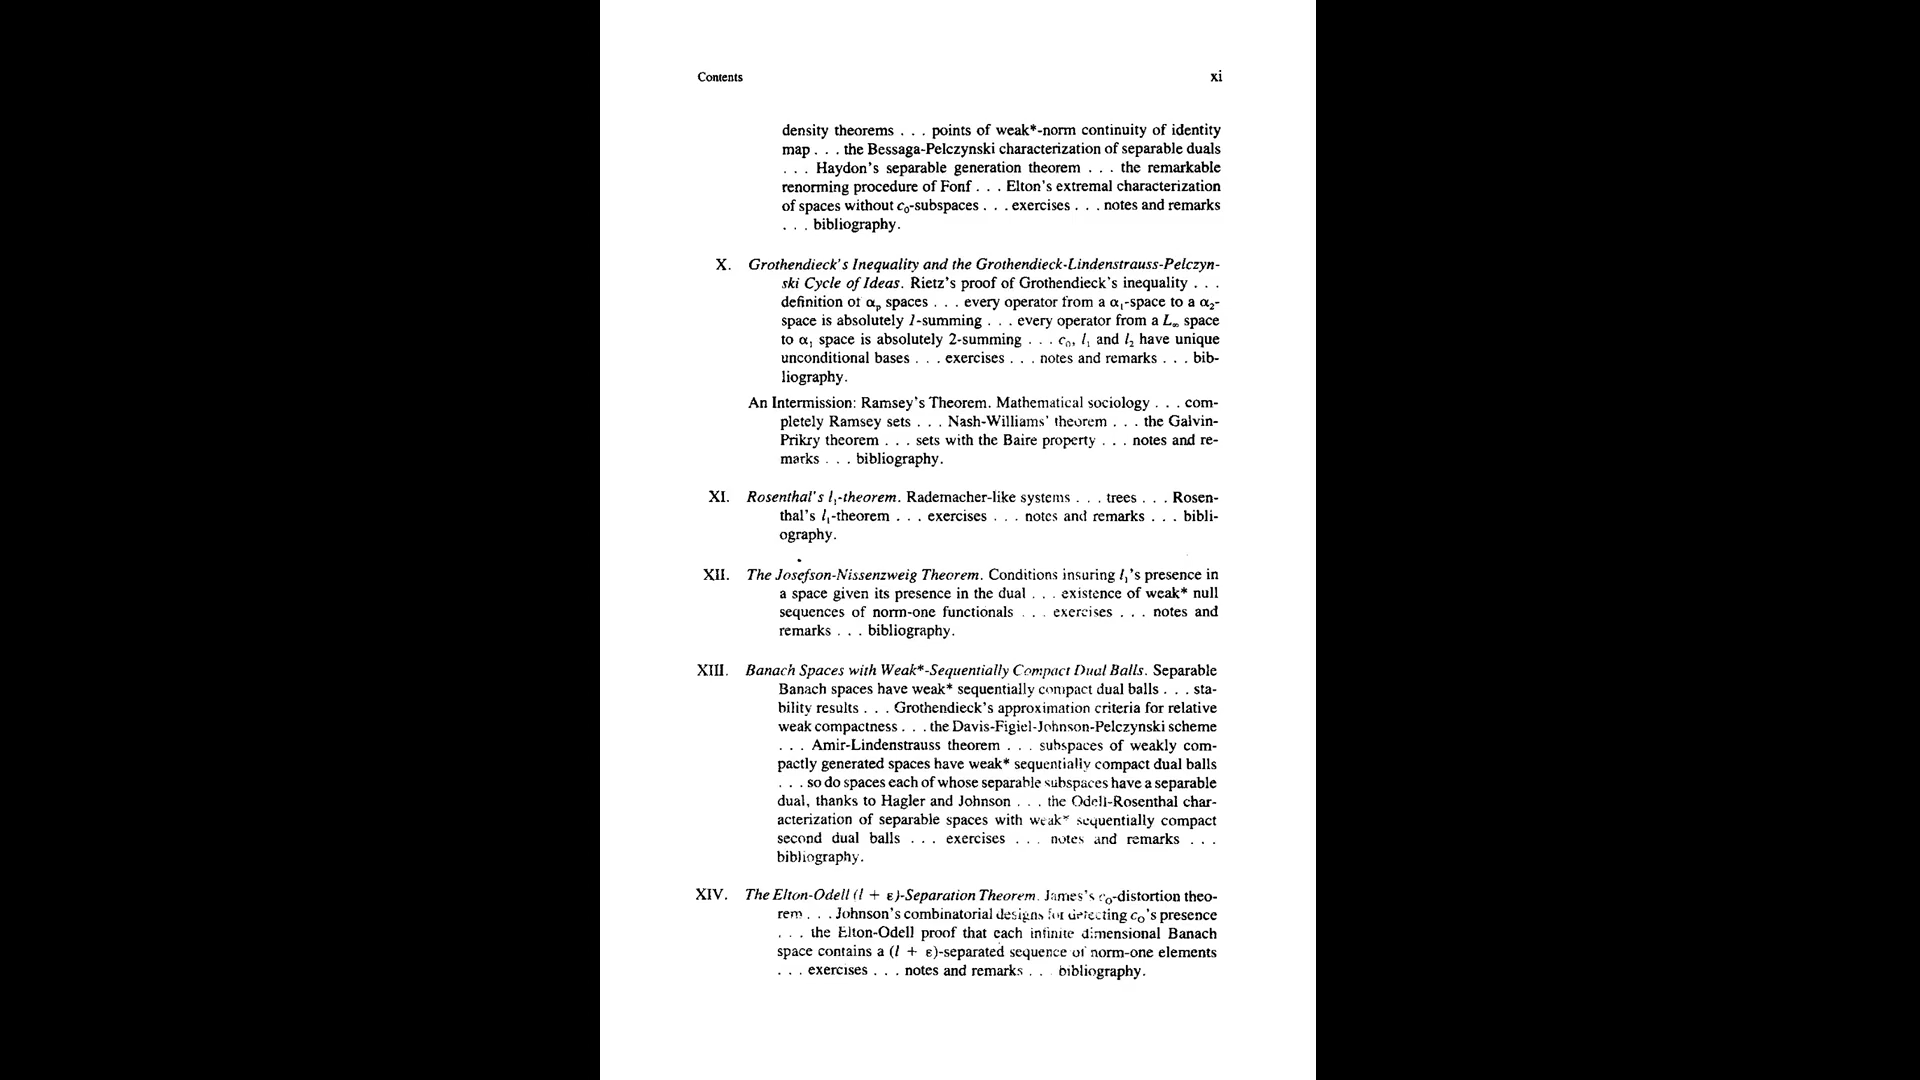 Contents xi
density theorems . . . points of weak*-norm continuity of identity
map . . . the Bessaga-Pelczynski characterization of separable duals
. . . Haydon's separable generation theorem . . . the remarkable
renorming procedure of Fonf . . . Elton's extremal characterization
of spaces without c₀-subspaces . . . exercises . . . notes and remarks
. . . bibliography.
X. Grothendieck's Inequality and the Grothendieck-Lindenstrauss-Pelczyn-
ski Cycle of Ideas. Rietz's proof of Grothendieck's inequality . . .
definition of αₚ spaces . . . every operator from a α₁-space to a α₂-
space is absolutely 1-summing . . . every operator from a L∞ space
to α₁ space is absolutely 2-summing . . . c₀, l₁ and l₂ have unique
unconditional bases . . . exercises . . . notes and remarks . . . bib-
liography.
An Intermission: Ramsey's Theorem. Mathematical sociology . . . com-
pletely Ramsey sets . . . Nash-Williams' theorem . . . the Galvin-
Prikry theorem . . . sets with the Baire property . . . notes and re-
marks . . . bibliography.
XI. Rosenthal's l₁-theorem. Rademacher-like systems . . . trees . . . Rosen-
thal's l₁-theorem . . . exercises . . . notes and remarks . . . bibli-
ography.
XII. The Josefson-Nissenzweig Theorem. Conditions insuring l₁'s presence in
a space given its presence in the dual . . . existence of weak* null
sequences of norm-one functionals . . . exercises . . . notes and
remarks . . . bibliography.
XIII. Banach Spaces with Weak*-Sequentially Compact Dual Balls. Separable
Banach spaces have weak* sequentially compact dual balls . . . sta-
bility results . . . Grothendieck's approximation criteria for relative
weak compactness . . . the Davis-Figiel-Johnson-Pelczynski scheme
. . . Amir-Lindenstrauss theorem . . . subspaces of weakly com-
pactly generated spaces have weak* sequentially compact dual balls
. . . so do spaces each of whose separable subspaces have a separable
dual, thanks to Hagler and Johnson . . . the Odell-Rosenthal char-
acterization of separable spaces with weak* sequentially compact
second dual balls . . . exercises . . . notes and remarks . . .
bibliography.
XIV. The Elton-Odell (l + ε)-Separation Theorem. James's c₀-distortion theo-
rem . . . Johnson's combinatorial designs for detecting c₀'s presence
. . . the Elton-Odell proof that each infinite dimensional Banach
space contains a (l + ε)-separated sequence of norm-one elements
. . . exercises . . . notes and remarks . . . bibliography.